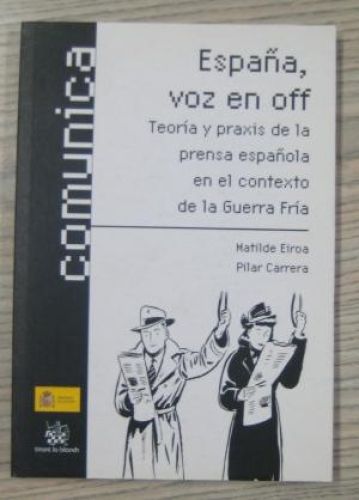 comunica
España,
voz en off
Teoría y praxis de la
prensa española
en el contexto
de la Guerra Fría
Matilde Eiroa
Pilar Carrera
tirant lo blanch